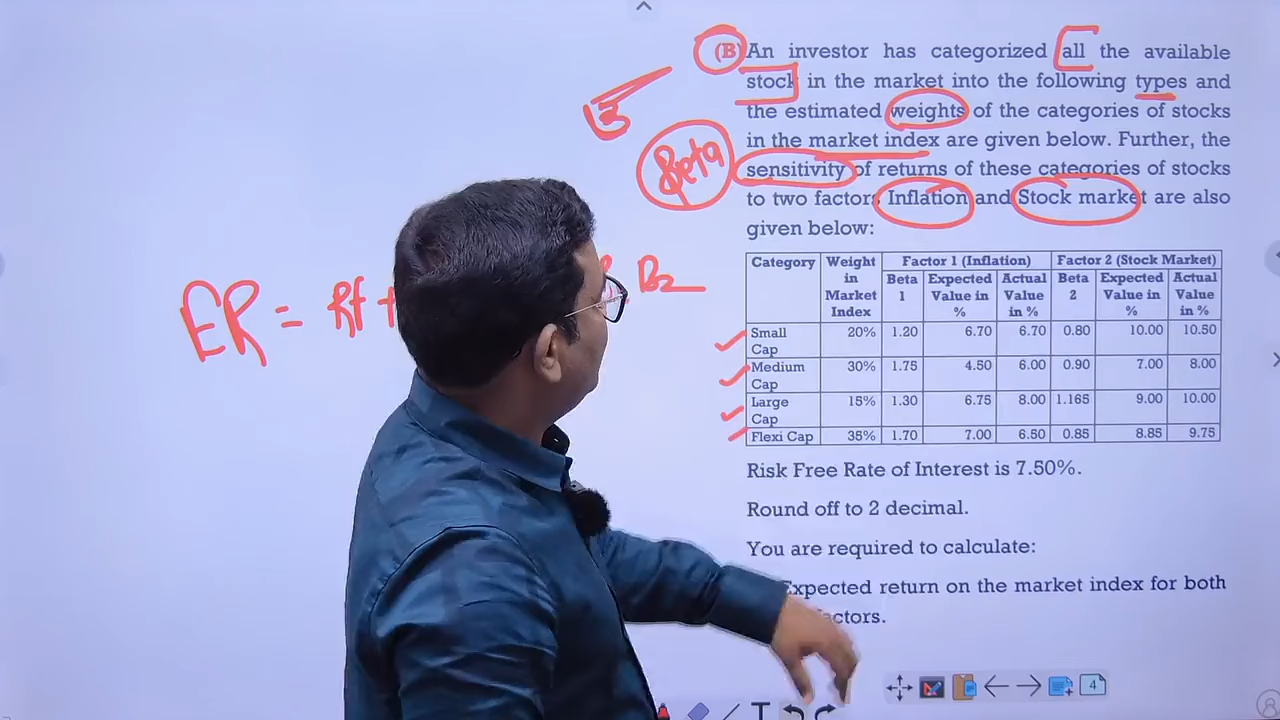 (B) An investor has categorized all the available
stock in the market into the following types and
the estimated weights of the categories of stocks
in the market index are given below. Further, the
sensitivity of returns of these categories of stocks
to two factors Inflation and Stock market are also
given below:
Beta
ER = Rf +
B2
Category Weight in Market Index Factor 1 (Inflation) Factor 2 (Stock Market)
Beta 1 Expected Value in % Actual Value in % Beta 2 Expected Value in % Actual Value in %
Small Cap 20% 1.20 6.70 6.70 0.80 10.00 10.50
Medium Cap 30% 1.75 4.50 6.00 0.90 7.00 8.00
Large Cap 15% 1.30 6.75 8.00 1.165 9.00 10.00
Flexi Cap 35% 1.70 7.00 6.50 0.85 8.85 9.75
Risk Free Rate of Interest is 7.50%.
Round off to 2 decimal.
You are required to calculate:
Expected return on the market index for both
4
T